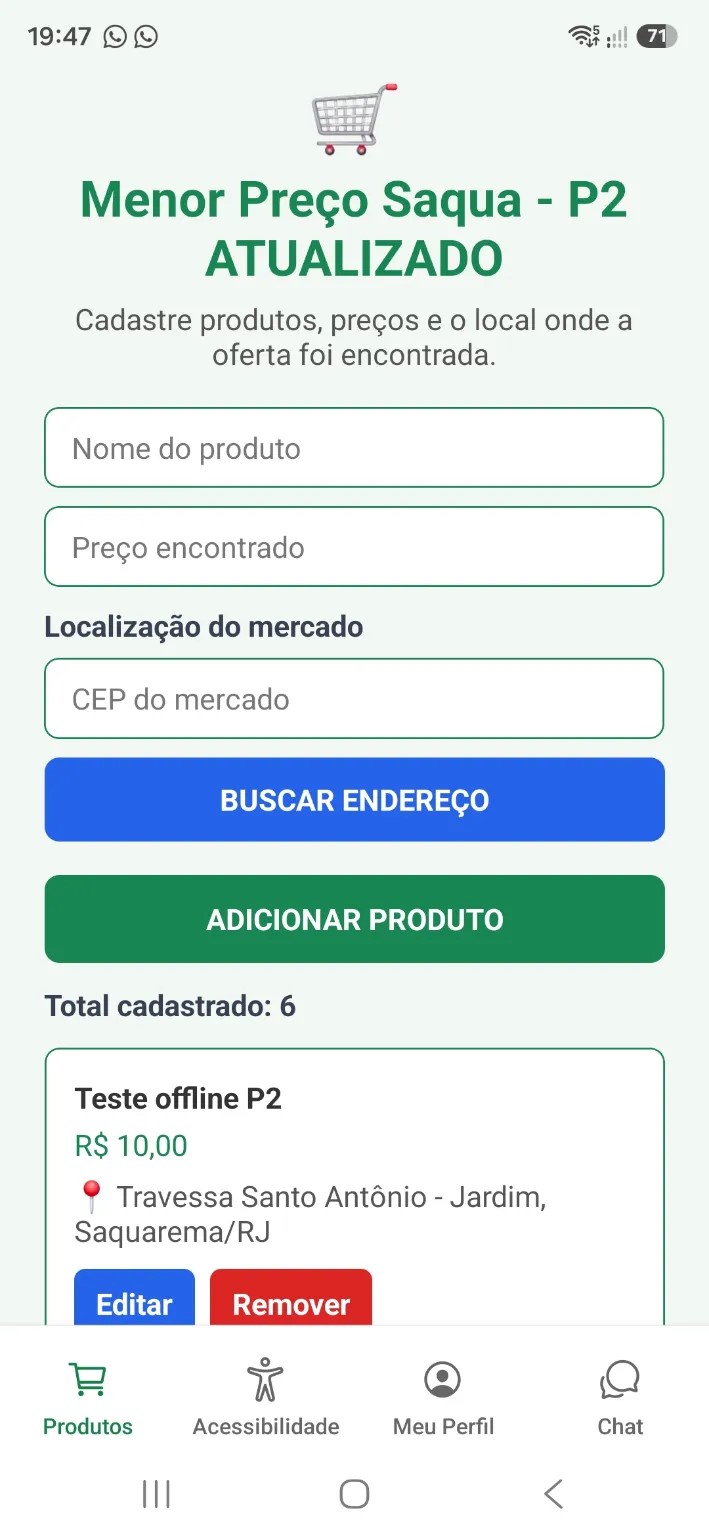 19:47
5
71
Menor Preço Saqua - P2
ATUALIZADO
Cadastre produtos, preços e o local onde a
oferta foi encontrada.
Nome do produto
Preço encontrado
Localização do mercado
CEP do mercado
BUSCAR ENDEREÇO
ADICIONAR PRODUTO
Total cadastrado: 6
Teste offline P2
R$ 10,00
📍 Travessa Santo Antônio - Jardim,
Saquarema/RJ
Editar Remover
Produtos Acessibilidade Meu Perfil Chat